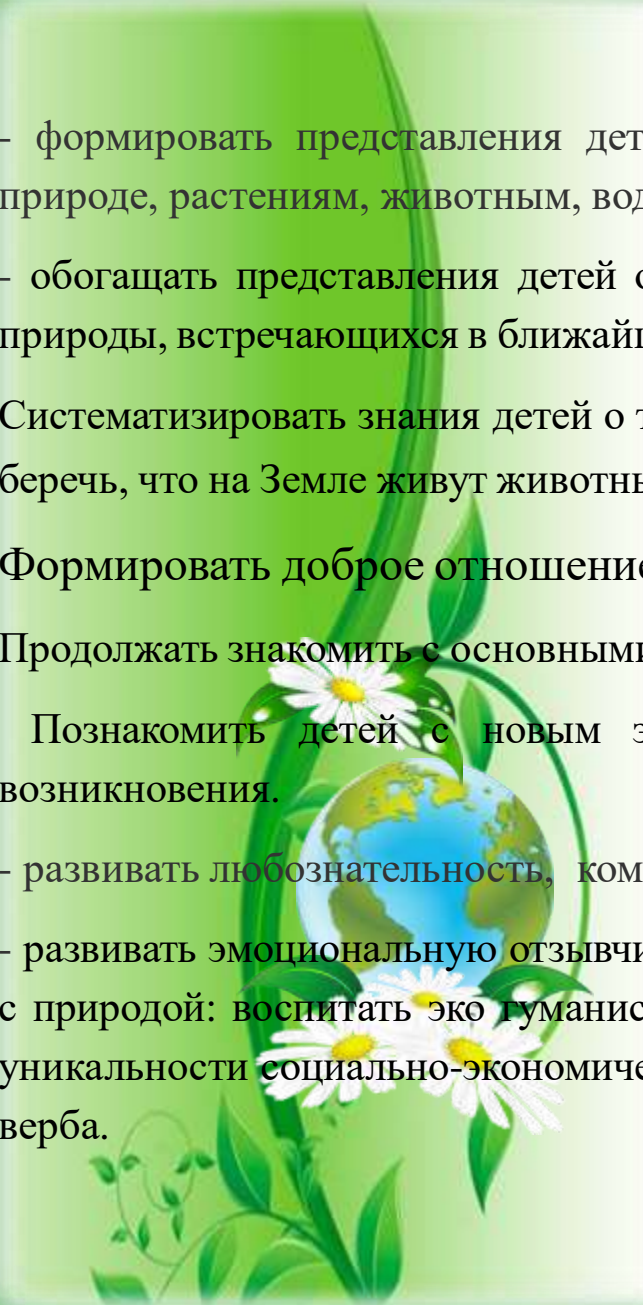 - формировать представления дет
природе, растениям, животным, вод
- обогащать представления детей о
природы, встречающихся в ближай
Систематизировать знания детей о т
беречь, что на Земле живут животн
Формировать доброе отношение
Продолжать знакомить с основными
Познакомить детей с новым з
возникновения.
- развивать любознательность, ком
- развивать эмоциональную отзывчи
с природой: воспитать эко гуманис
уникальности социально-экономиче
верба.